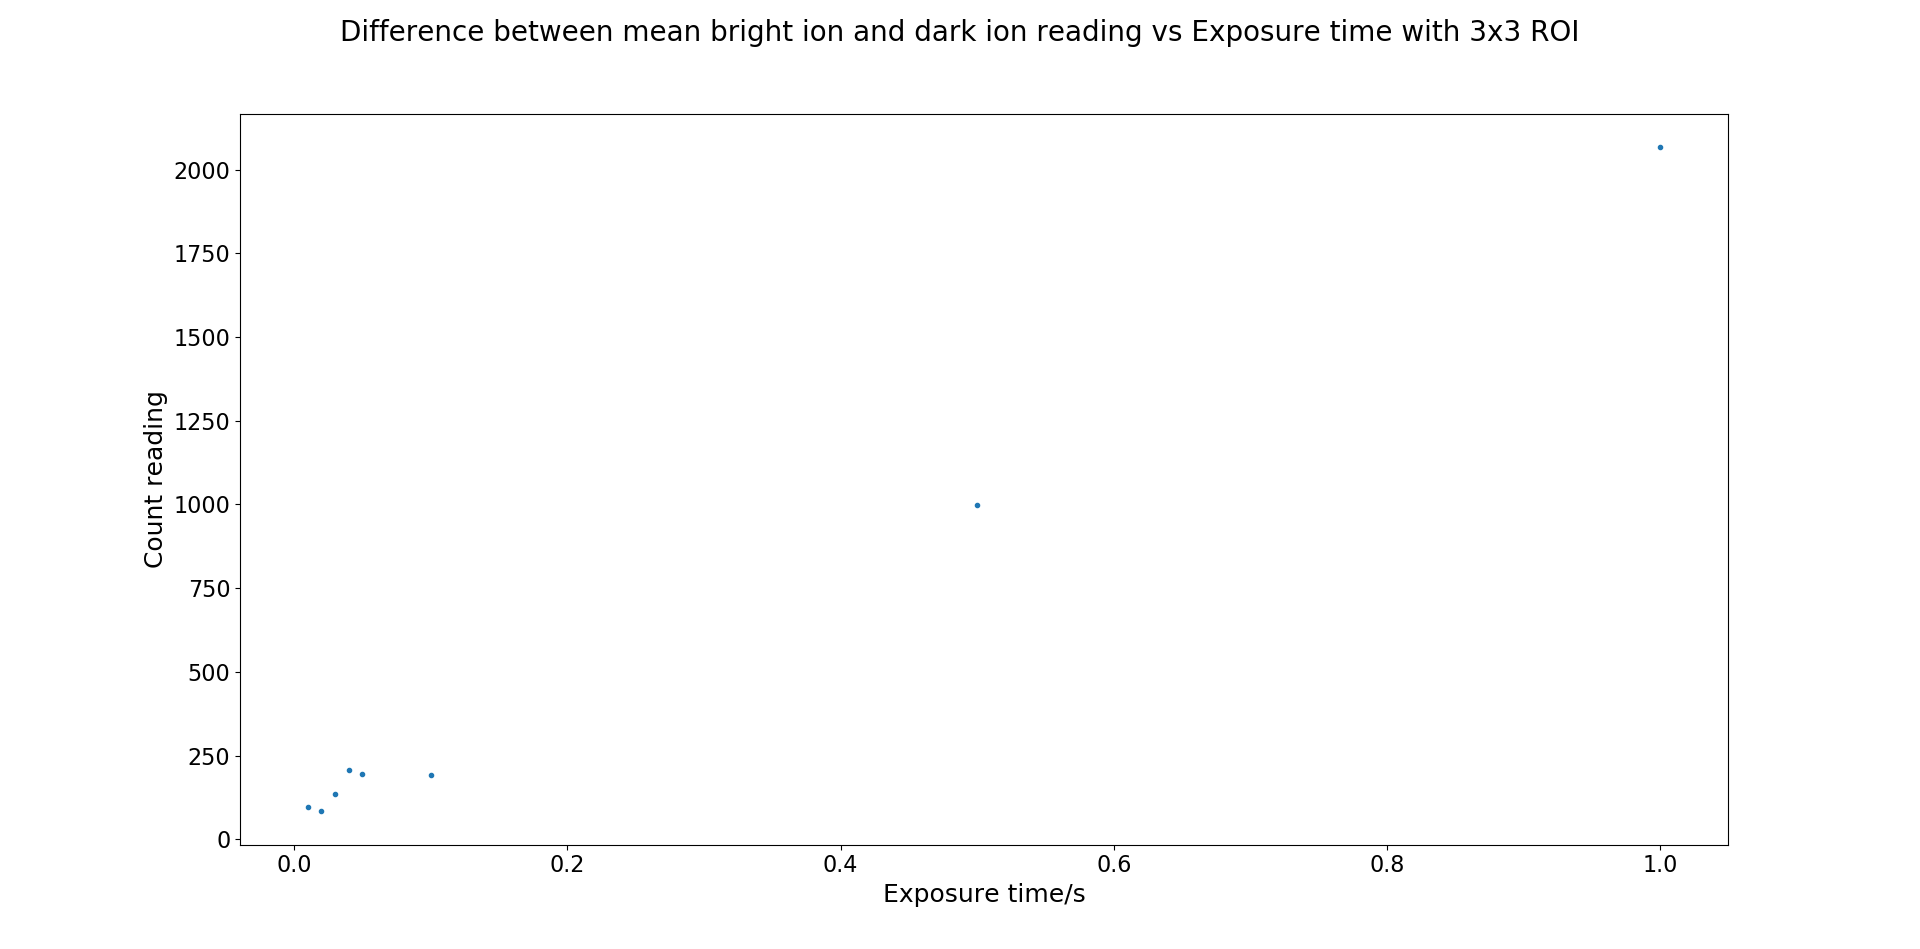 Difference between mean bright ion and dark ion reading vs Exposure time with 3x3 ROI
2000
1750
1500
1250
1000
750
500
250
0
Count reading
0.0 0.2 0.4 0.6 0.8 1.0
Exposure time/s